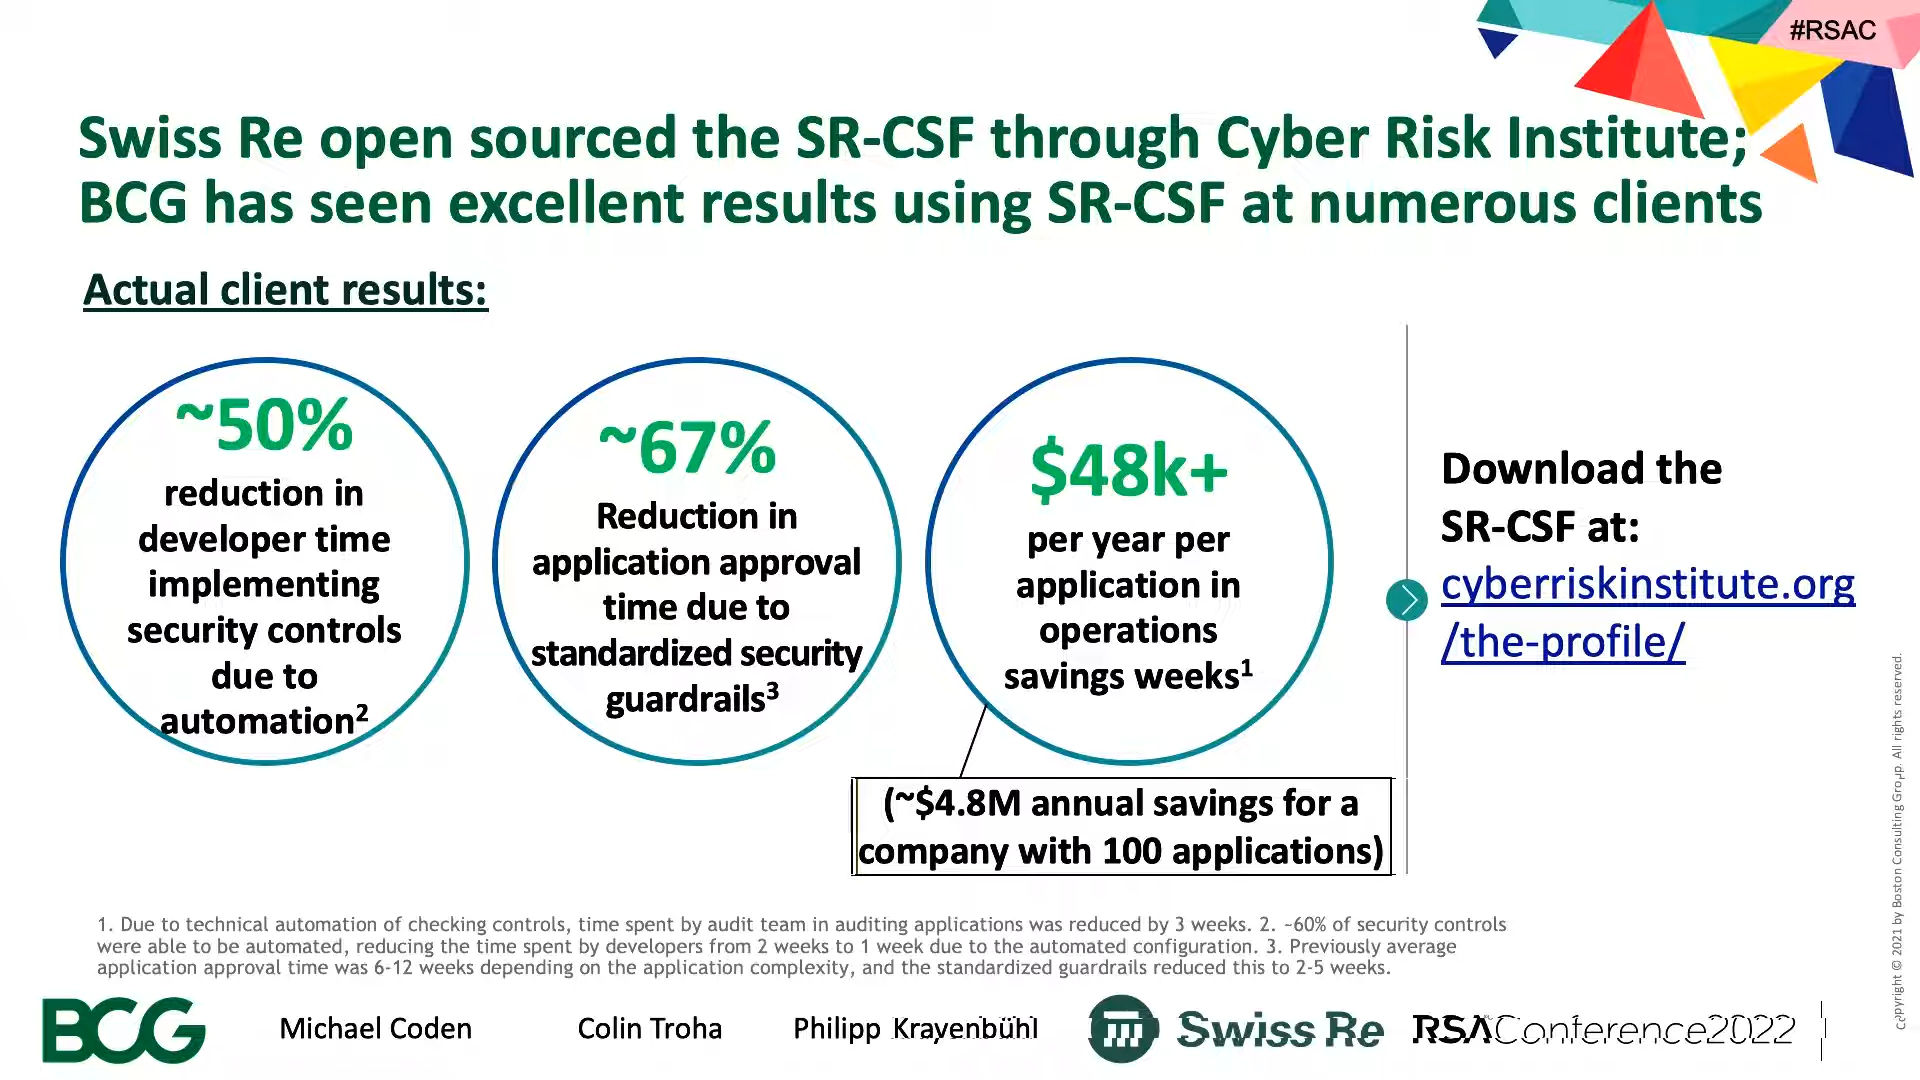 #RSAC
Swiss Re open sourced the SR-CSF through Cyber Risk Institute;
BCG has seen excellent results using SR-CSF at numerous clients
Actual client results:
~50%
reduction in
developer time
implementing
security controls
due to
automation²
~67%
Reduction in
application approval
time due to
standardized security
guardrails³
$48k+
per year per
application in
operations
savings weeks¹
(~$4.8M annual savings for a
company with 100 applications)
Download the
SR-CSF at:
cyberriskinstitute.org
/the-profile/
1. Due to technical automation of checking controls, time spent by audit team in auditing applications was reduced by 3 weeks. 2. ~60% of security controls
were able to be automated, reducing the time spent by developers from 2 weeks to 1 week due to the automated configuration. 3. Previously average
application approval time was 6-12 weeks depending on the application complexity, and the standardized guardrails reduced this to 2-5 weeks.
Copyright © 2021 by Boston Consulting Group. All rights reserved.
BCG
Michael Coden
Colin Troha
Philipp Krayenbühl
Swiss Re
RSAConference2022